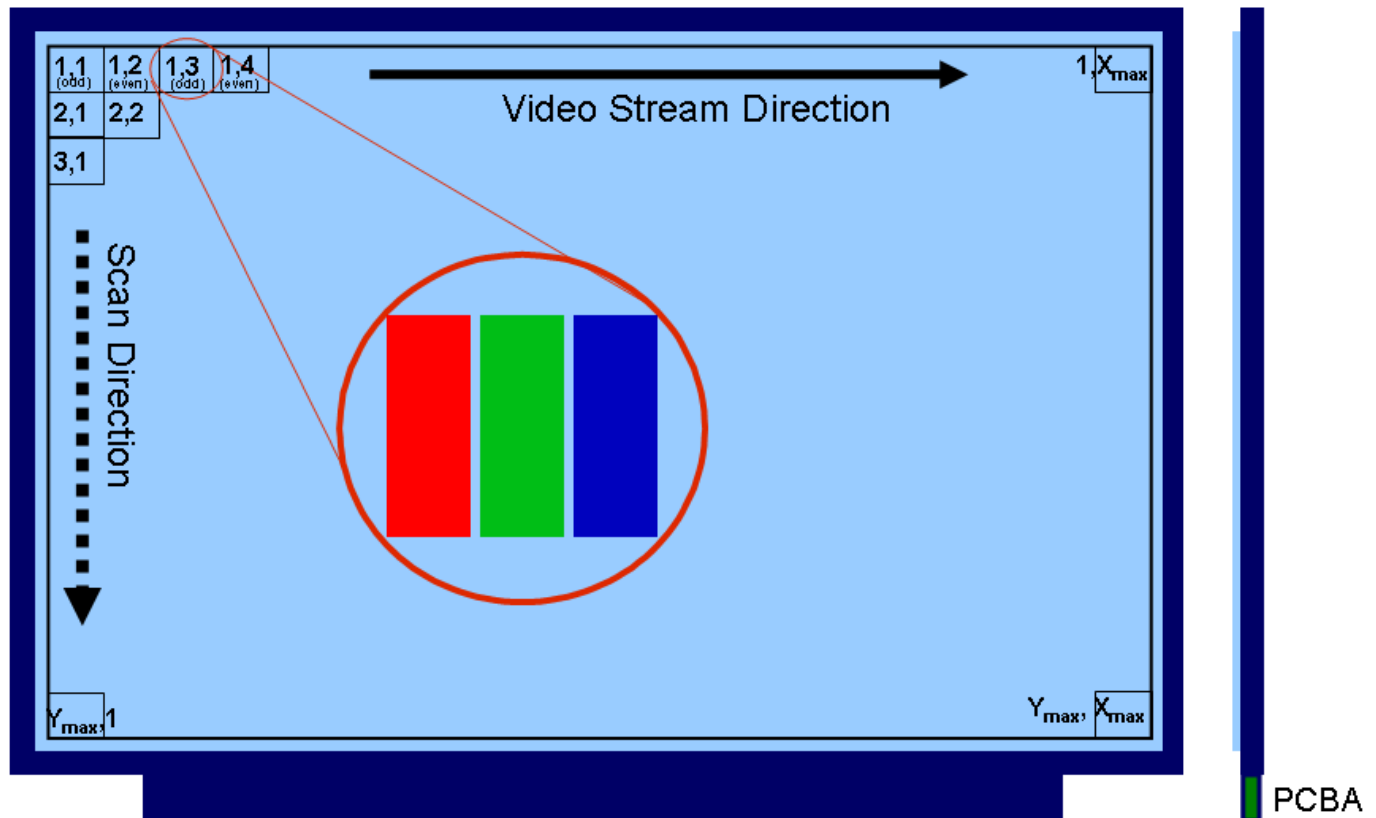 1,1 1,2 1,3 1,4 1,Xmax
(odd) (even) (odd) (even)
Video Stream Direction
2,1 2,2
3,1
Scan Direction
Ymax,1 Ymax, Xmax
PCBA